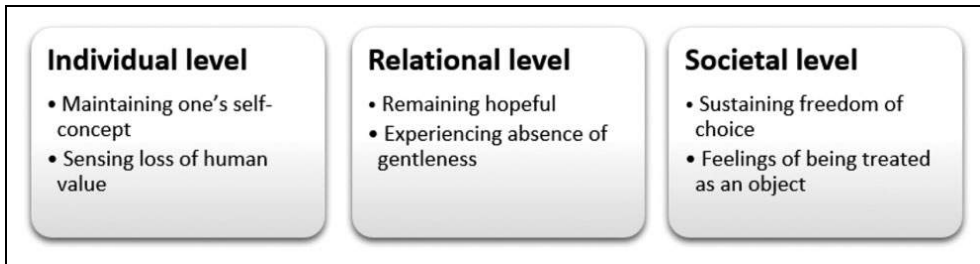 Individual level
• Maintaining one's self-
concept
• Sensing loss of human
value
Relational level
• Remaining hopeful
• Experiencing absence of
gentleness
Societal level
• Sustaining freedom of
choice
• Feelings of being treated
as an object